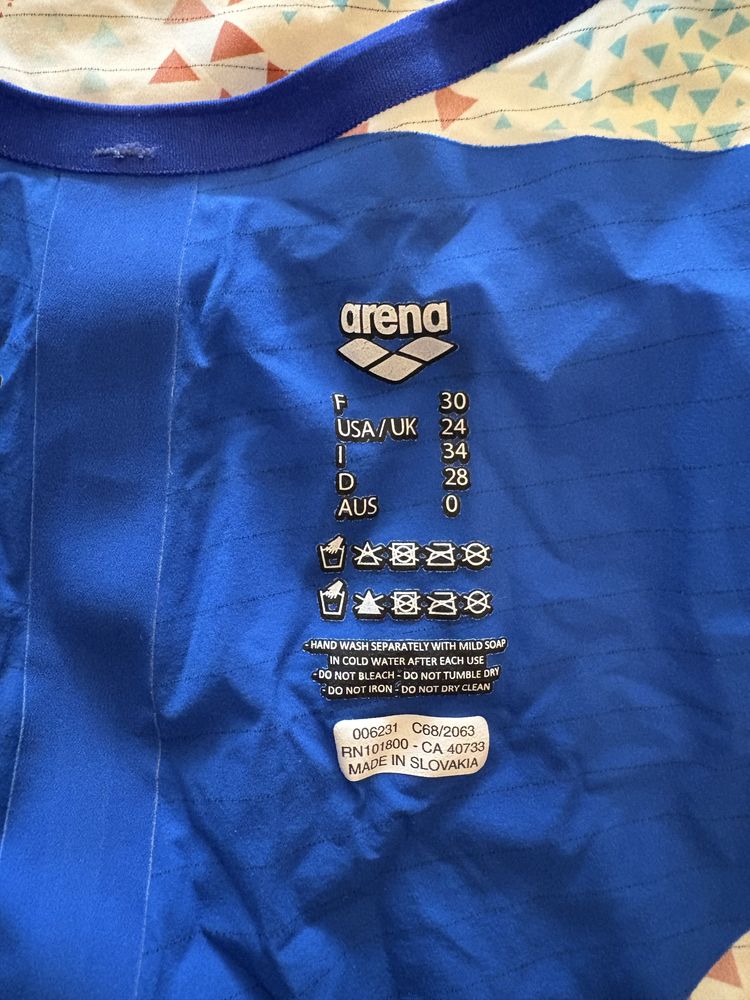 arena
F 30
USA/UK 24
I 34
D 28
AUS 0
- HAND WASH SEPARATELY WITH MILD SOAP
IN COLD WATER AFTER EACH USE
- DO NOT BLEACH - DO NOT TUMBLE DRY
- DO NOT IRON - DO NOT DRY CLEAN
006231 C68/2063
RN101800 - CA 40733
MADE IN SLOVAKIA